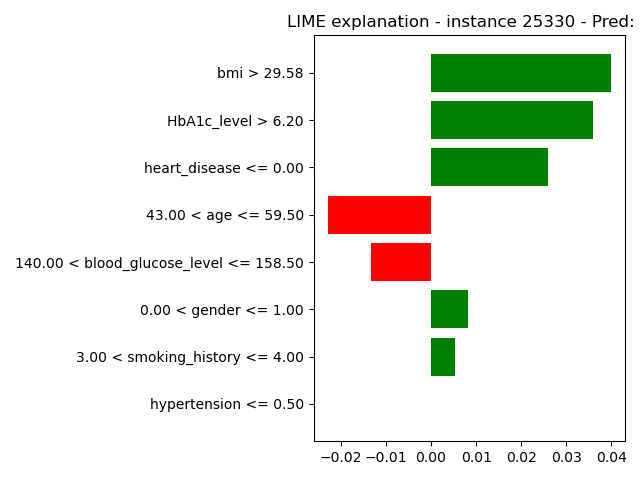 LIME explanation - instance 25330 - Pred:
bmi > 29.58
HbA1c_level > 6.20
heart_disease <= 0.00
43.00 < age <= 59.50
140.00 < blood_glucose_level <= 158.50
0.00 < gender <= 1.00
3.00 < smoking_history <= 4.00
hypertension <= 0.50
−0.02 −0.01 0.00 0.01 0.02 0.03 0.04